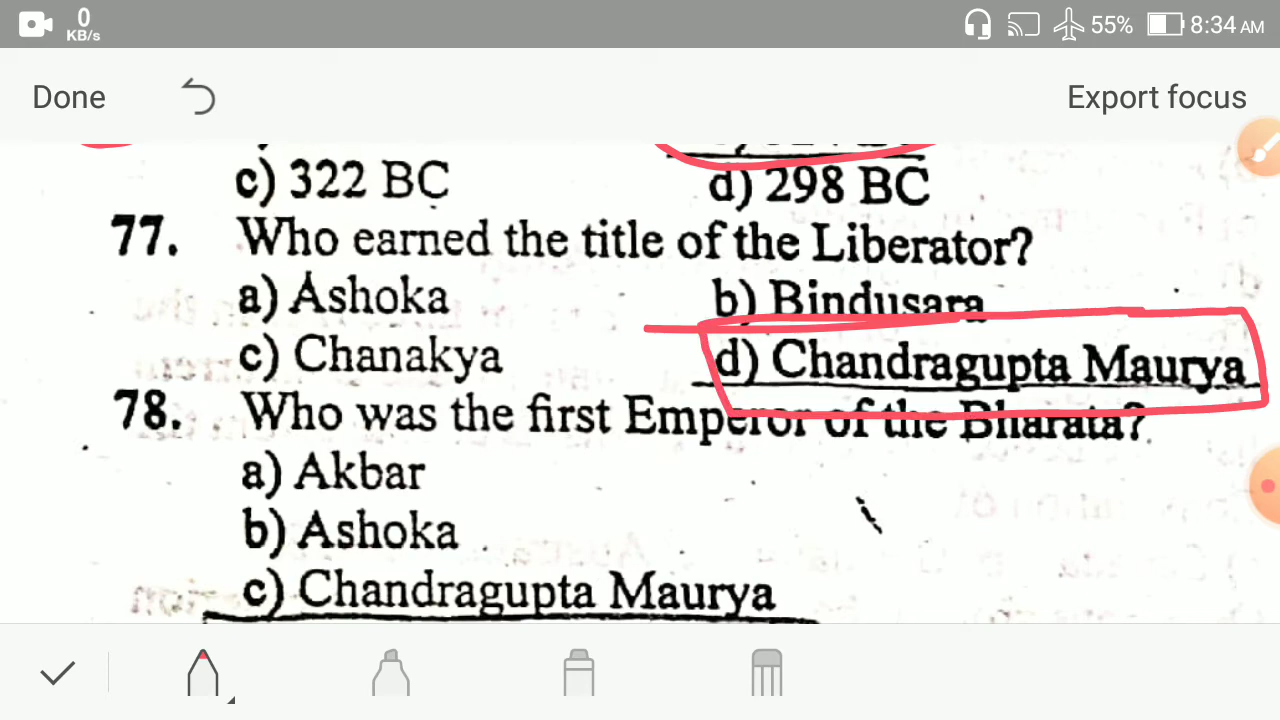 0
KB/s
55% 8:34 AM
Done
Export focus
c) 322 BC d) 298 BC
77. Who earned the title of the Liberator?
a) Ashoka b) Bindusara
c) Chanakya d) Chandragupta Maurya
78. Who was the first Emperor of the Bharata?
a) Akbar
b) Ashoka
c) Chandragupta Maurya